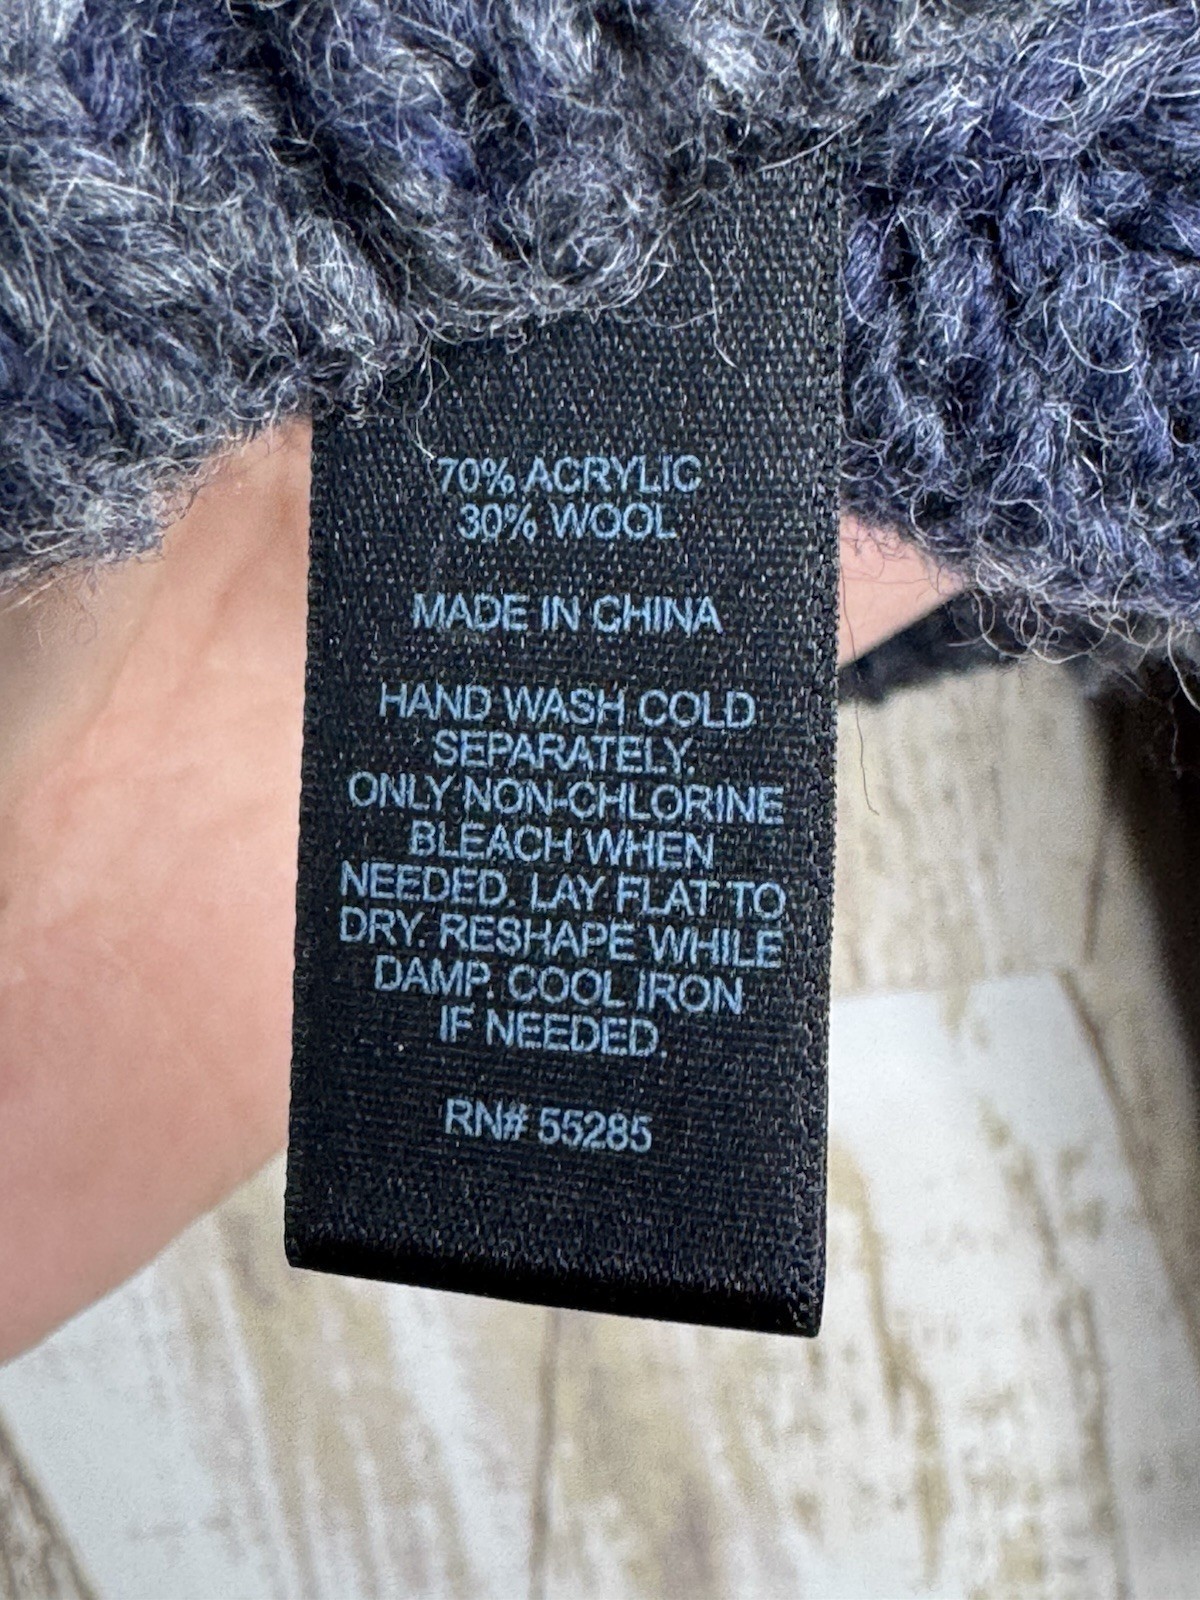 70% ACRYLIC
30% WOOL
MADE IN CHINA
HAND WASH COLD
SEPARATELY.
ONLY NON-CHLORINE
BLEACH WHEN
NEEDED. LAY FLAT TO
DRY. RESHAPE WHILE
DAMP. COOL IRON
IF NEEDED.
RN# 55285